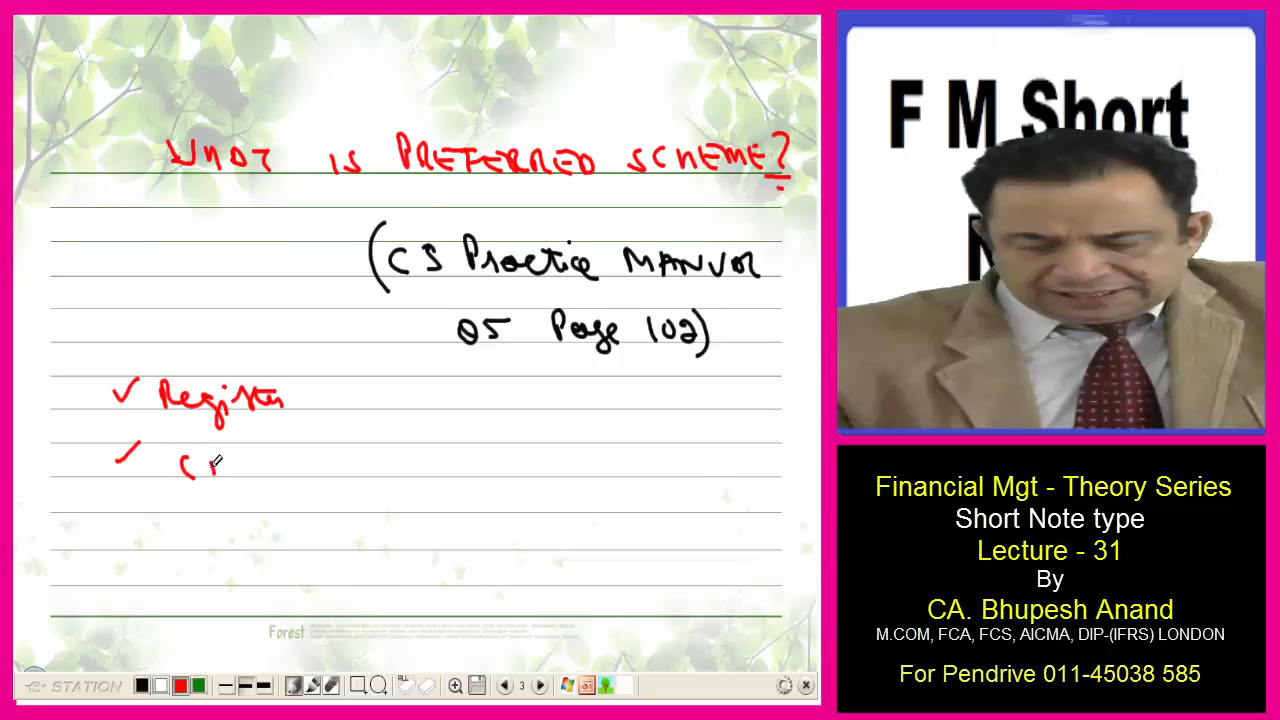 WHAT IS PREFERRED SCHEME?
(CS Practice MANUAL
Q5 Page 102)
✓ Register
✓ C
Forest
e-STATION
3
F M Short
N
Financial Mgt - Theory Series
Short Note type
Lecture - 31
By
CA. Bhupesh Anand
M.COM, FCA, FCS, AICMA, DIP-(IFRS) LONDON
For Pendrive 011-45038 585